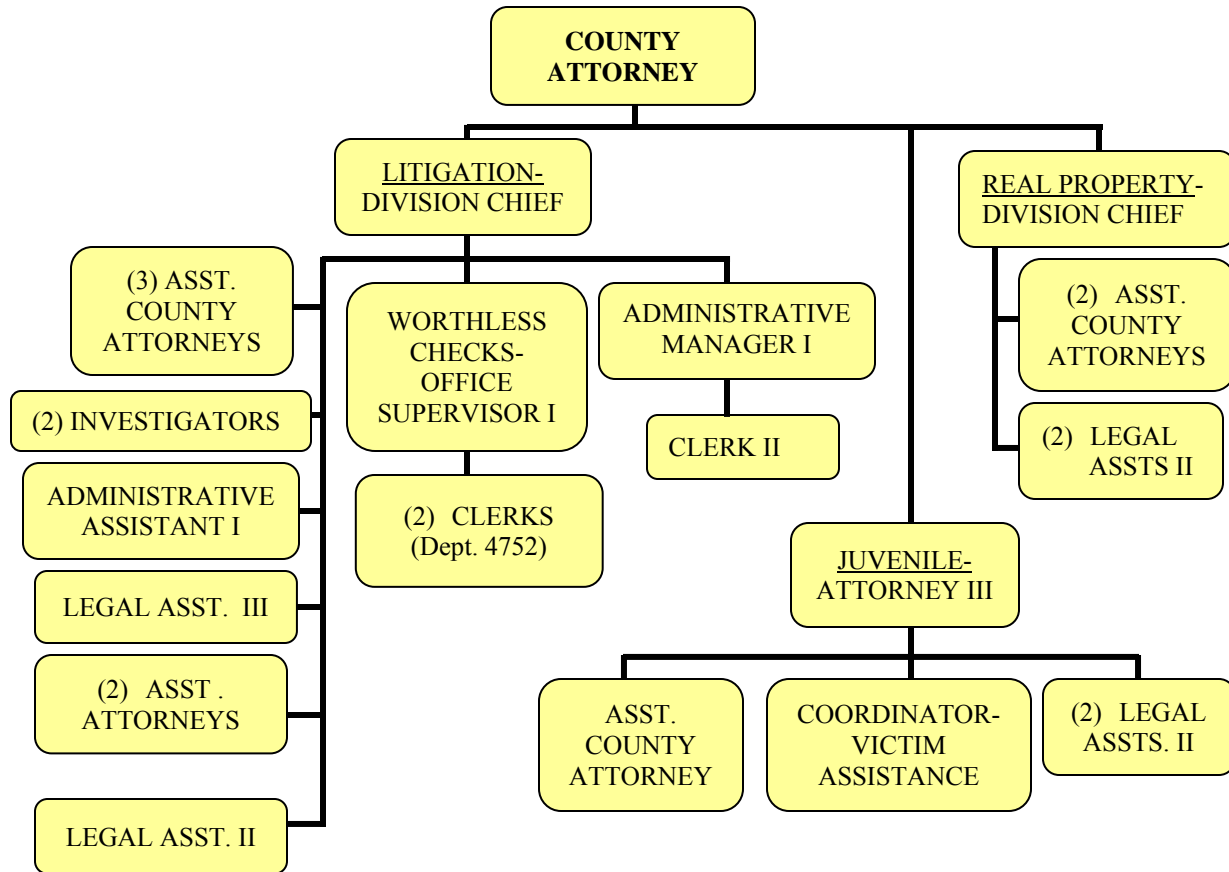 COUNTY
ATTORNEY
LITIGATION-
DIVISION CHIEF
REAL PROPERTY-
DIVISION CHIEF
(3) ASST.
COUNTY
ATTORNEYS
WORTHLESS
CHECKS-
OFFICE
SUPERVISOR I
ADMINISTRATIVE
MANAGER I
(2) ASST.
COUNTY
ATTORNEYS
(2) INVESTIGATORS
CLERK II
(2) LEGAL
ASSTS II
ADMINISTRATIVE
ASSISTANT I
(2) CLERKS
(Dept. 4752)
JUVENILE-
ATTORNEY III
LEGAL ASST. III
(2) ASST .
ATTORNEYS
ASST.
COUNTY
ATTORNEY
COORDINATOR-
VICTIM
ASSISTANCE
(2) LEGAL
ASSTS. II
LEGAL ASST. II